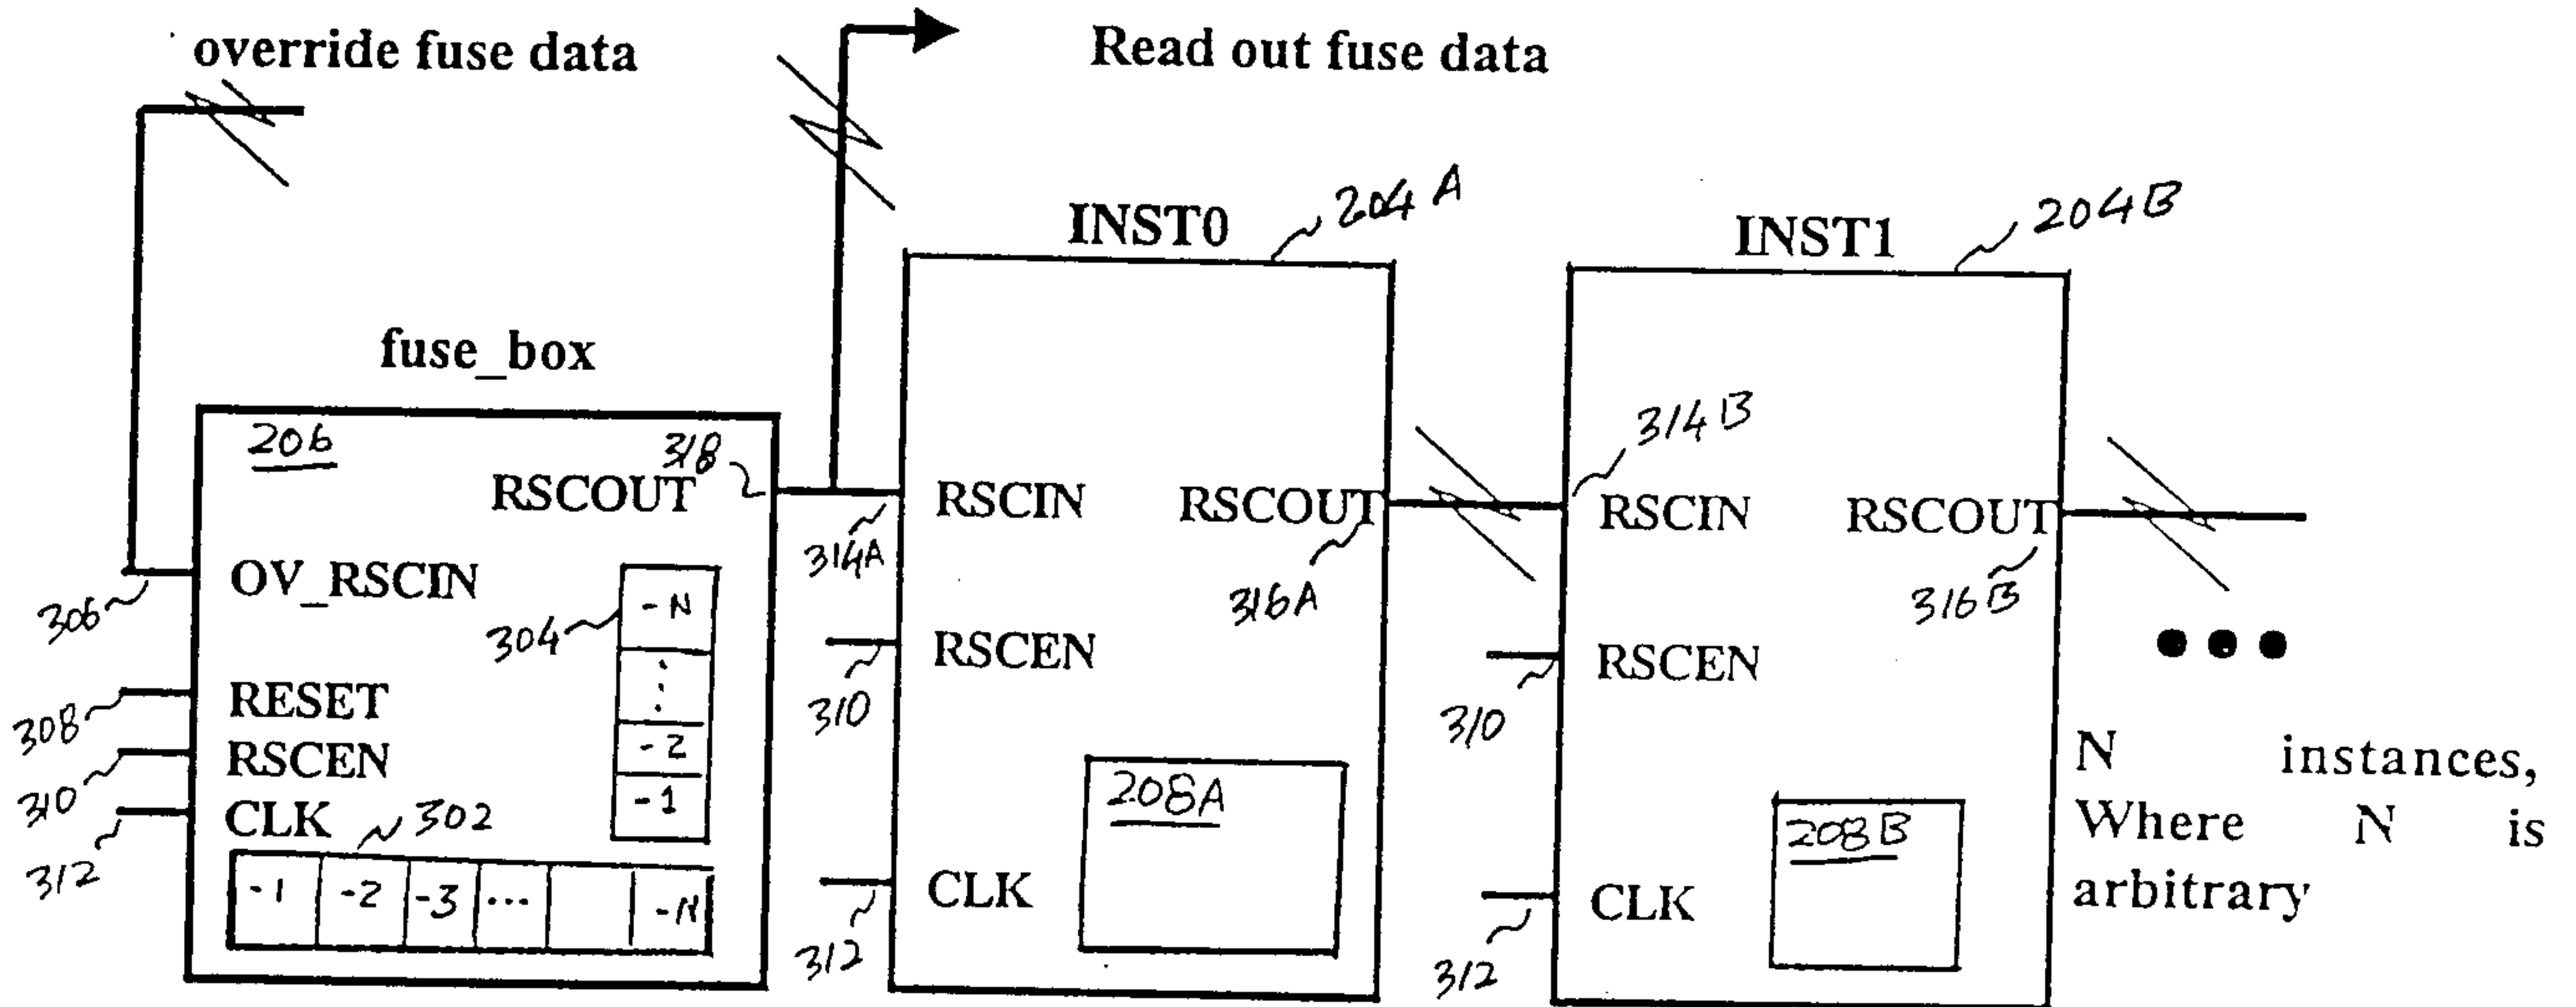 override fuse data
Read out fuse data
INST0
204A
INST1
204B
fuse_box
206
318
RSCOUT
314A
RSCIN
RSCOUT
316A
314B
RSCIN
RSCOUT
316B
306
OV_RSCIN
304
-N
⋮
-2
-1
308
RESET
310
RSCEN
312
CLK
302
-1 -2 -3 ... -N
RSCEN
310
CLK
312
208A
RSCEN
310
CLK
312
208B
N instances,
Where N is
arbitrary